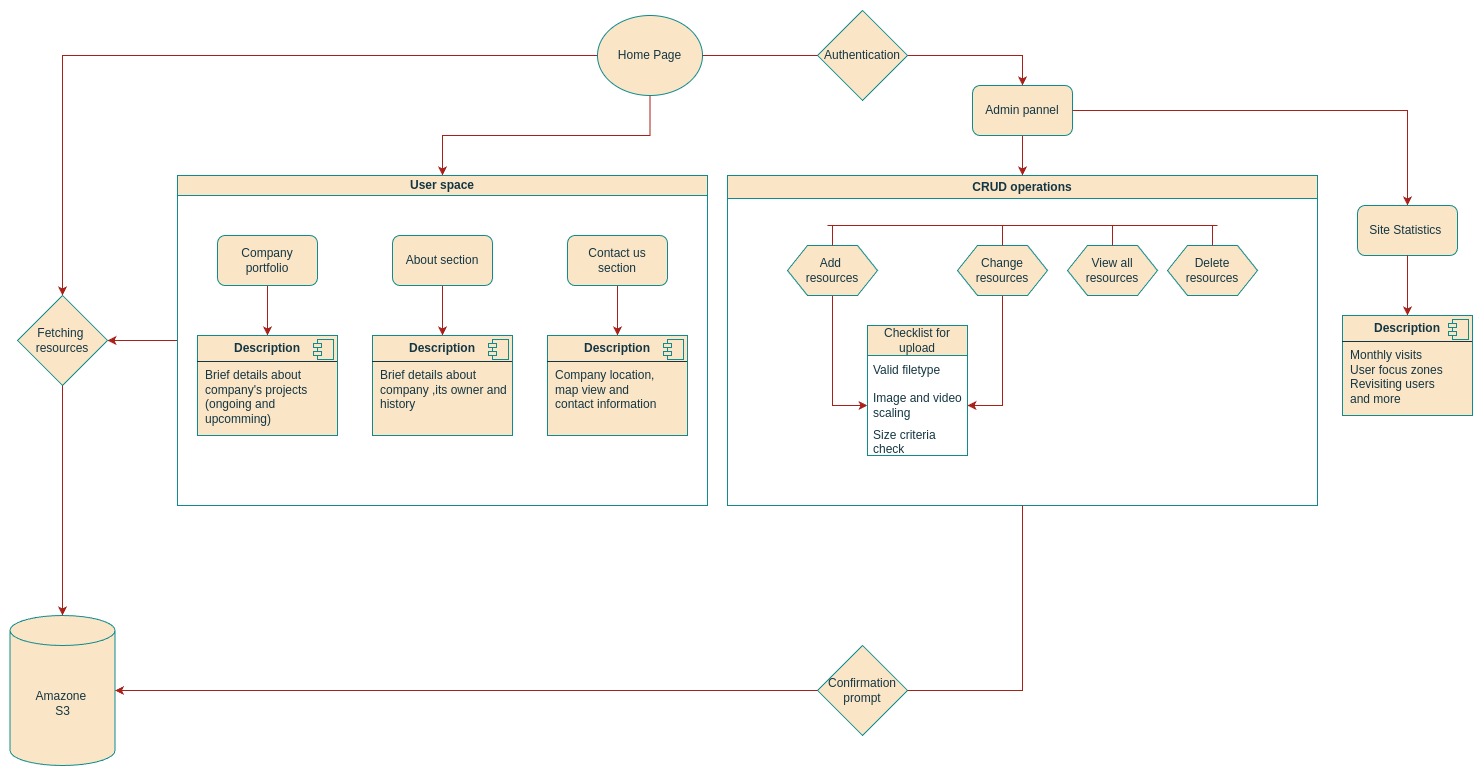 Home Page
Authentication
Admin pannel
User space
CRUD operations
Company
portfolio
About section
Contact us
section
Add
resources
Change
resources
View all
resources
Delete
resources
Site Statistics
Fetching
resources
Description
Brief details about
company's projects
(ongoing and
upcomming)
Description
Brief details about
company ,its owner and
history
Description
Company location,
map view and
contact information
Checklist for
upload
Valid filetype
Image and video
scaling
Size criteria
check
Description
Monthly visits
User focus zones
Revisiting users
and more
Amazone
S3
Confirmation
prompt